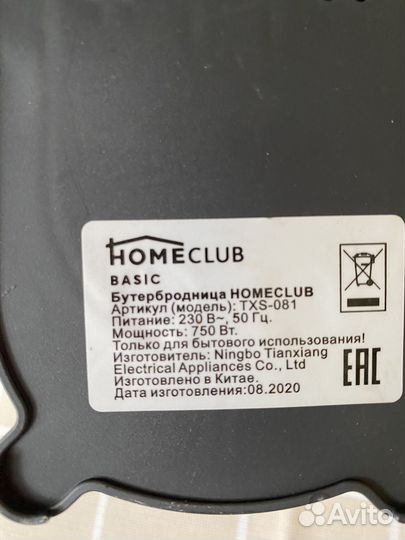 HOMECLUB
BASIC
Бутербродница HOMECLUB
Артикул (модель): TXS-081
Питание: 230 В~, 50 Гц.
Мощность: 750 Вт.
Только для бытового использования!
Изготовитель: Ningbo Tianxiang
Electrical Appliances Co., Ltd
Изготовлено в Китае.
Дата изготовления:08.2020
EAC
Avito